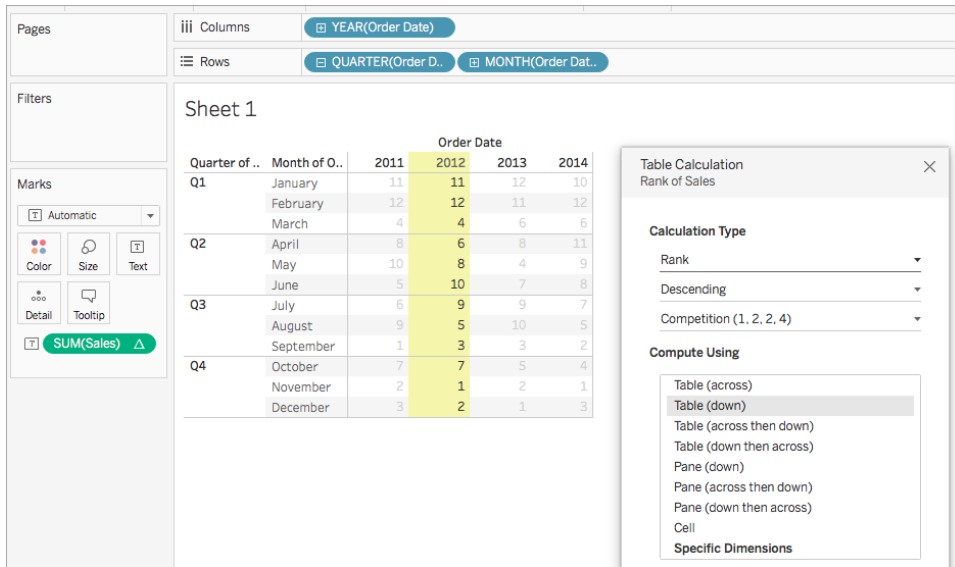 Pages
iii Columns
YEAR(Order Date)
Rows
QUARTER(Order D..
MONTH(Order Dat..
Filters
Sheet 1
Order Date
Quarter of .. Month of O.. 2011 2012 2013 2014
Q1 January 11 11 12 10
February 12 12 11 12
March 4 4 6 6
Q2 April 8 6 8 11
May 10 8 4 9
June 5 10 7 8
Q3 July 6 9 9 7
August 9 5 10 5
September 1 3 3 2
Q4 October 7 7 5 4
November 2 1 2 1
December 3 2 1 3
Marks
T Automatic
Color Size Text
Detail Tooltip
T SUM(Sales) Δ
Table Calculation
Rank of Sales
Calculation Type
Rank
Descending
Competition (1, 2, 2, 4)
Compute Using
Table (across)
Table (down)
Table (across then down)
Table (down then across)
Pane (down)
Pane (across then down)
Pane (down then across)
Cell
Specific Dimensions